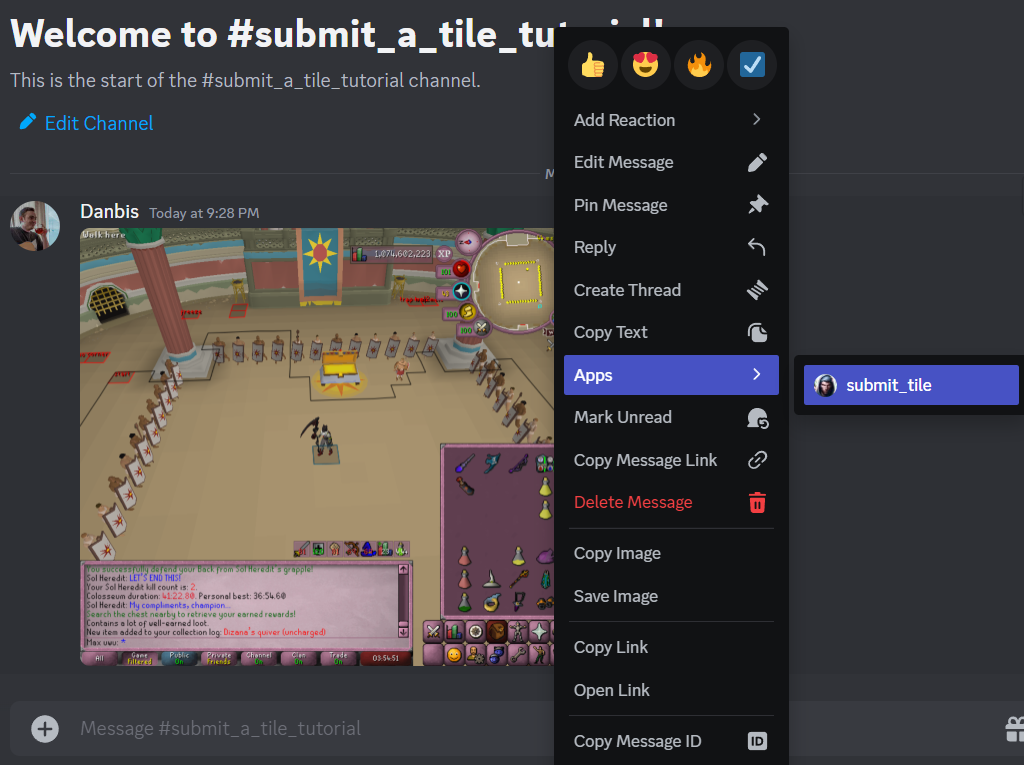 Welcome to #submit_a_tile_tutorial!
This is the start of the #submit_a_tile_tutorial channel.
Edit Channel
M
Danbis Today at 9:28 PM
Walk here
1,074,602,223 XP
freeze
start
100
100
You successfully defend your Back from Sol Heredit's grapple!
Sol Heredit: LET'S END THIS!
Your Sol Heredit kill count is: 2.
Colosseum duration: 41:22.80. Personal best: 36:54.60
Sol Heredit: My compliments, champion...
Search the chest nearby to retrieve your earned rewards!
Contains a lot of well-earned loot.
New item added to your collection log: Dizana's quiver (uncharged)
Max uwu: *
All Game Filtered Public On Private Friends Channel On Clan On Trade On 03:54:51
Message #submit_a_tile_tutorial
Add Reaction
Edit Message
Pin Message
Reply
Create Thread
Copy Text
Apps
submit_tile
Mark Unread
Copy Message Link
Delete Message
Copy Image
Save Image
Copy Link
Open Link
Copy Message ID
ID